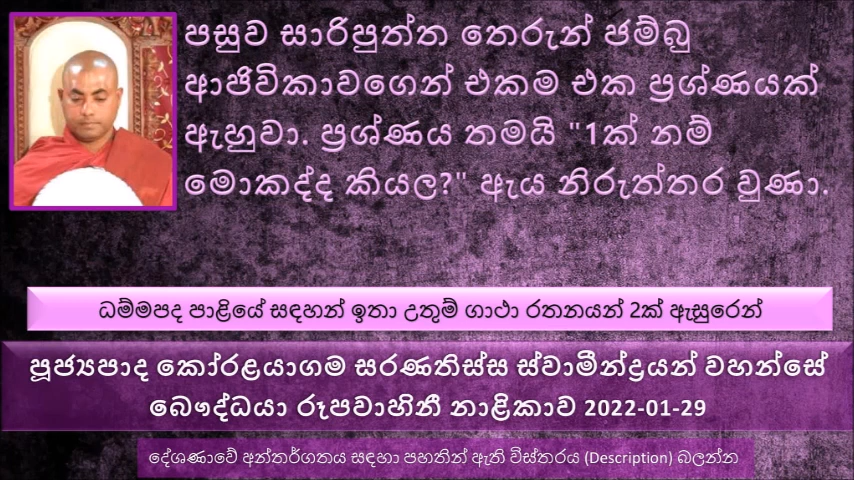 පසුව සාරිපුත්ත තෙරුන් ජම්බු
ආජිවිකාවගෙන් එකම එක ප්‍රශ්ණයක්
ඇහුවා. ප්‍රශ්ණය තමයි "1ක් නම්
මොකද්ද කියල?" ඇය නිරුත්තර වුණා.
ධම්මපද පාළියේ සඳහන් ඉතා උතුම් ගාථා රතනයන් 2ක් ඇසුරෙන්
පූජ්‍යපාද කෝරළයාගම සරණතිස්ස ස්වාමීන්ද්‍රයන් වහන්සේ
බෞද්ධයා රූපවාහිනී නාළිකාව 2022-01-29
දේශණාවේ අන්තර්ගතය සඳහා පහතින් ඇති විස්තරය (Description) බලන්න